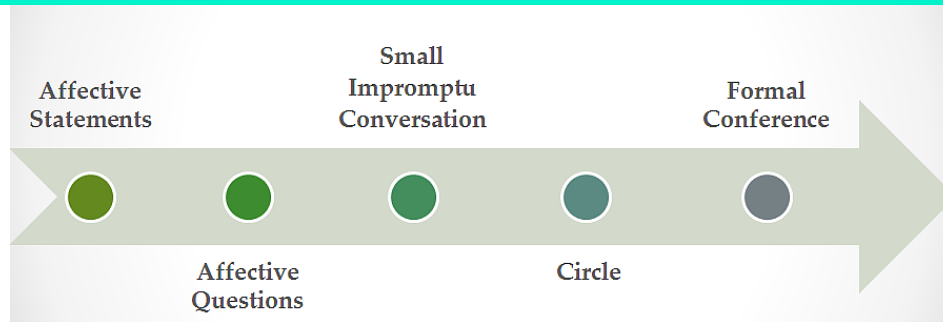 Affective
Statements
Affective
Questions
Small
Impromptu
Conversation
Circle
Formal
Conference